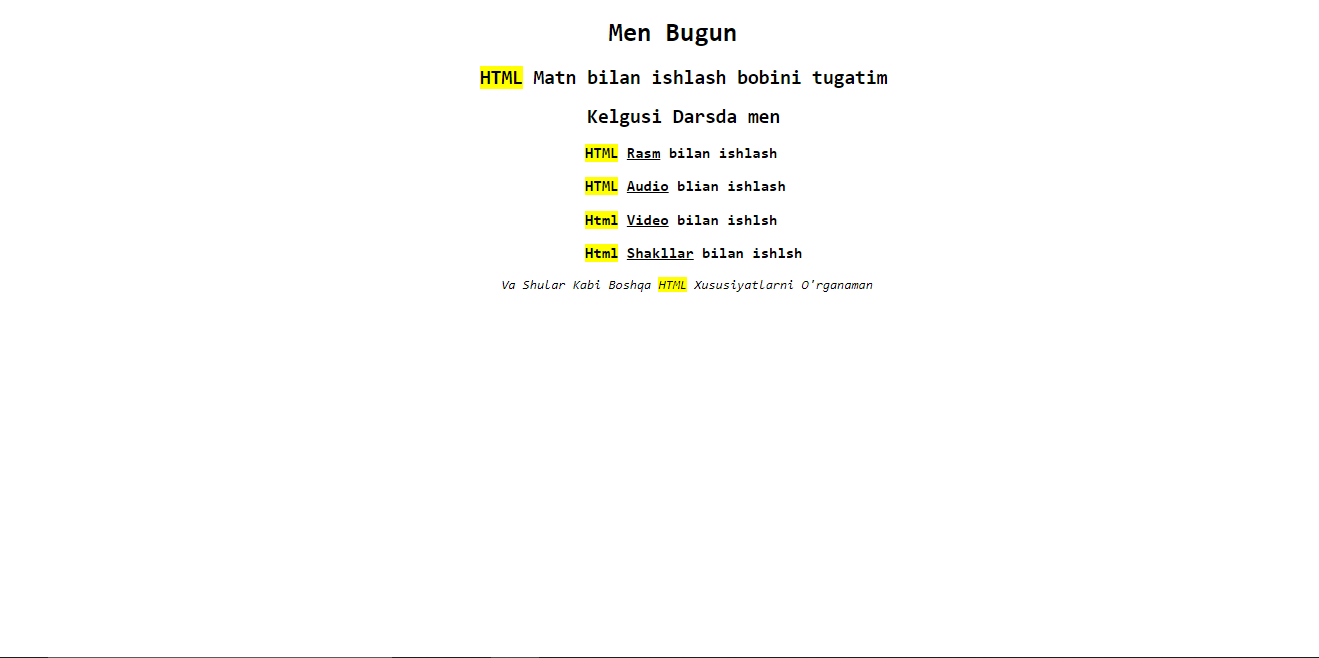 Men Bugun
HTML Matn bilan ishlash bobini tugatim
Kelgusi Darsda men
HTML Rasm bilan ishlash
HTML Audio blian ishlash
Html Video bilan ishlsh
Html Shakllar bilan ishlsh
Va Shular Kabi Boshqa HTML Xususiyatlarni O'rganaman